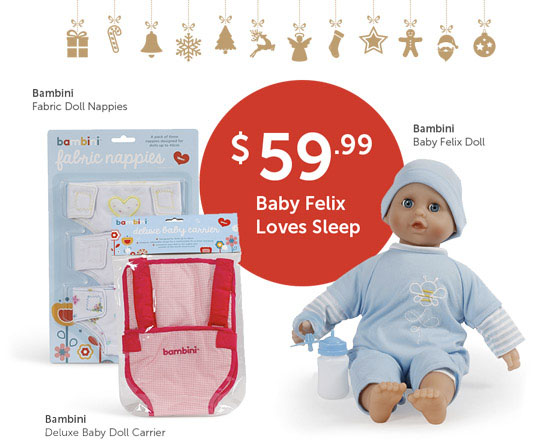 Bambini
Fabric Doll Nappies
bambini
fabric nappies
$59.99
Baby Felix
Loves Sleep
Bambini
Baby Felix Doll
bambini
deluxe baby carrier
bambini
Bambini
Deluxe Baby Doll Carrier